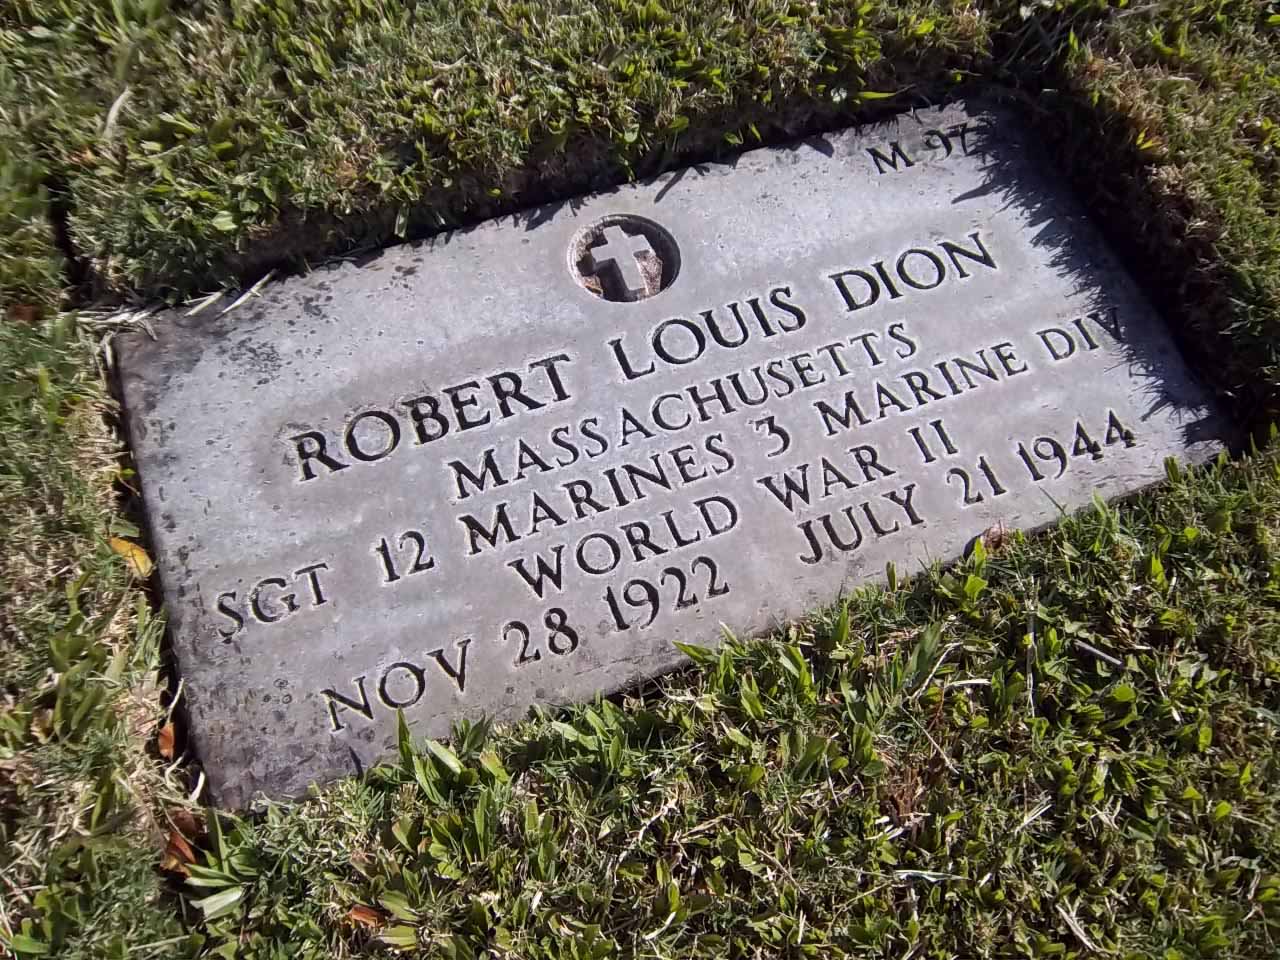 M 97
ROBERT LOUIS DION
MASSACHUSETTS
SGT 12 MARINES 3 MARINE DIV
WORLD WAR II
NOV 28 1922 JULY 21 1944